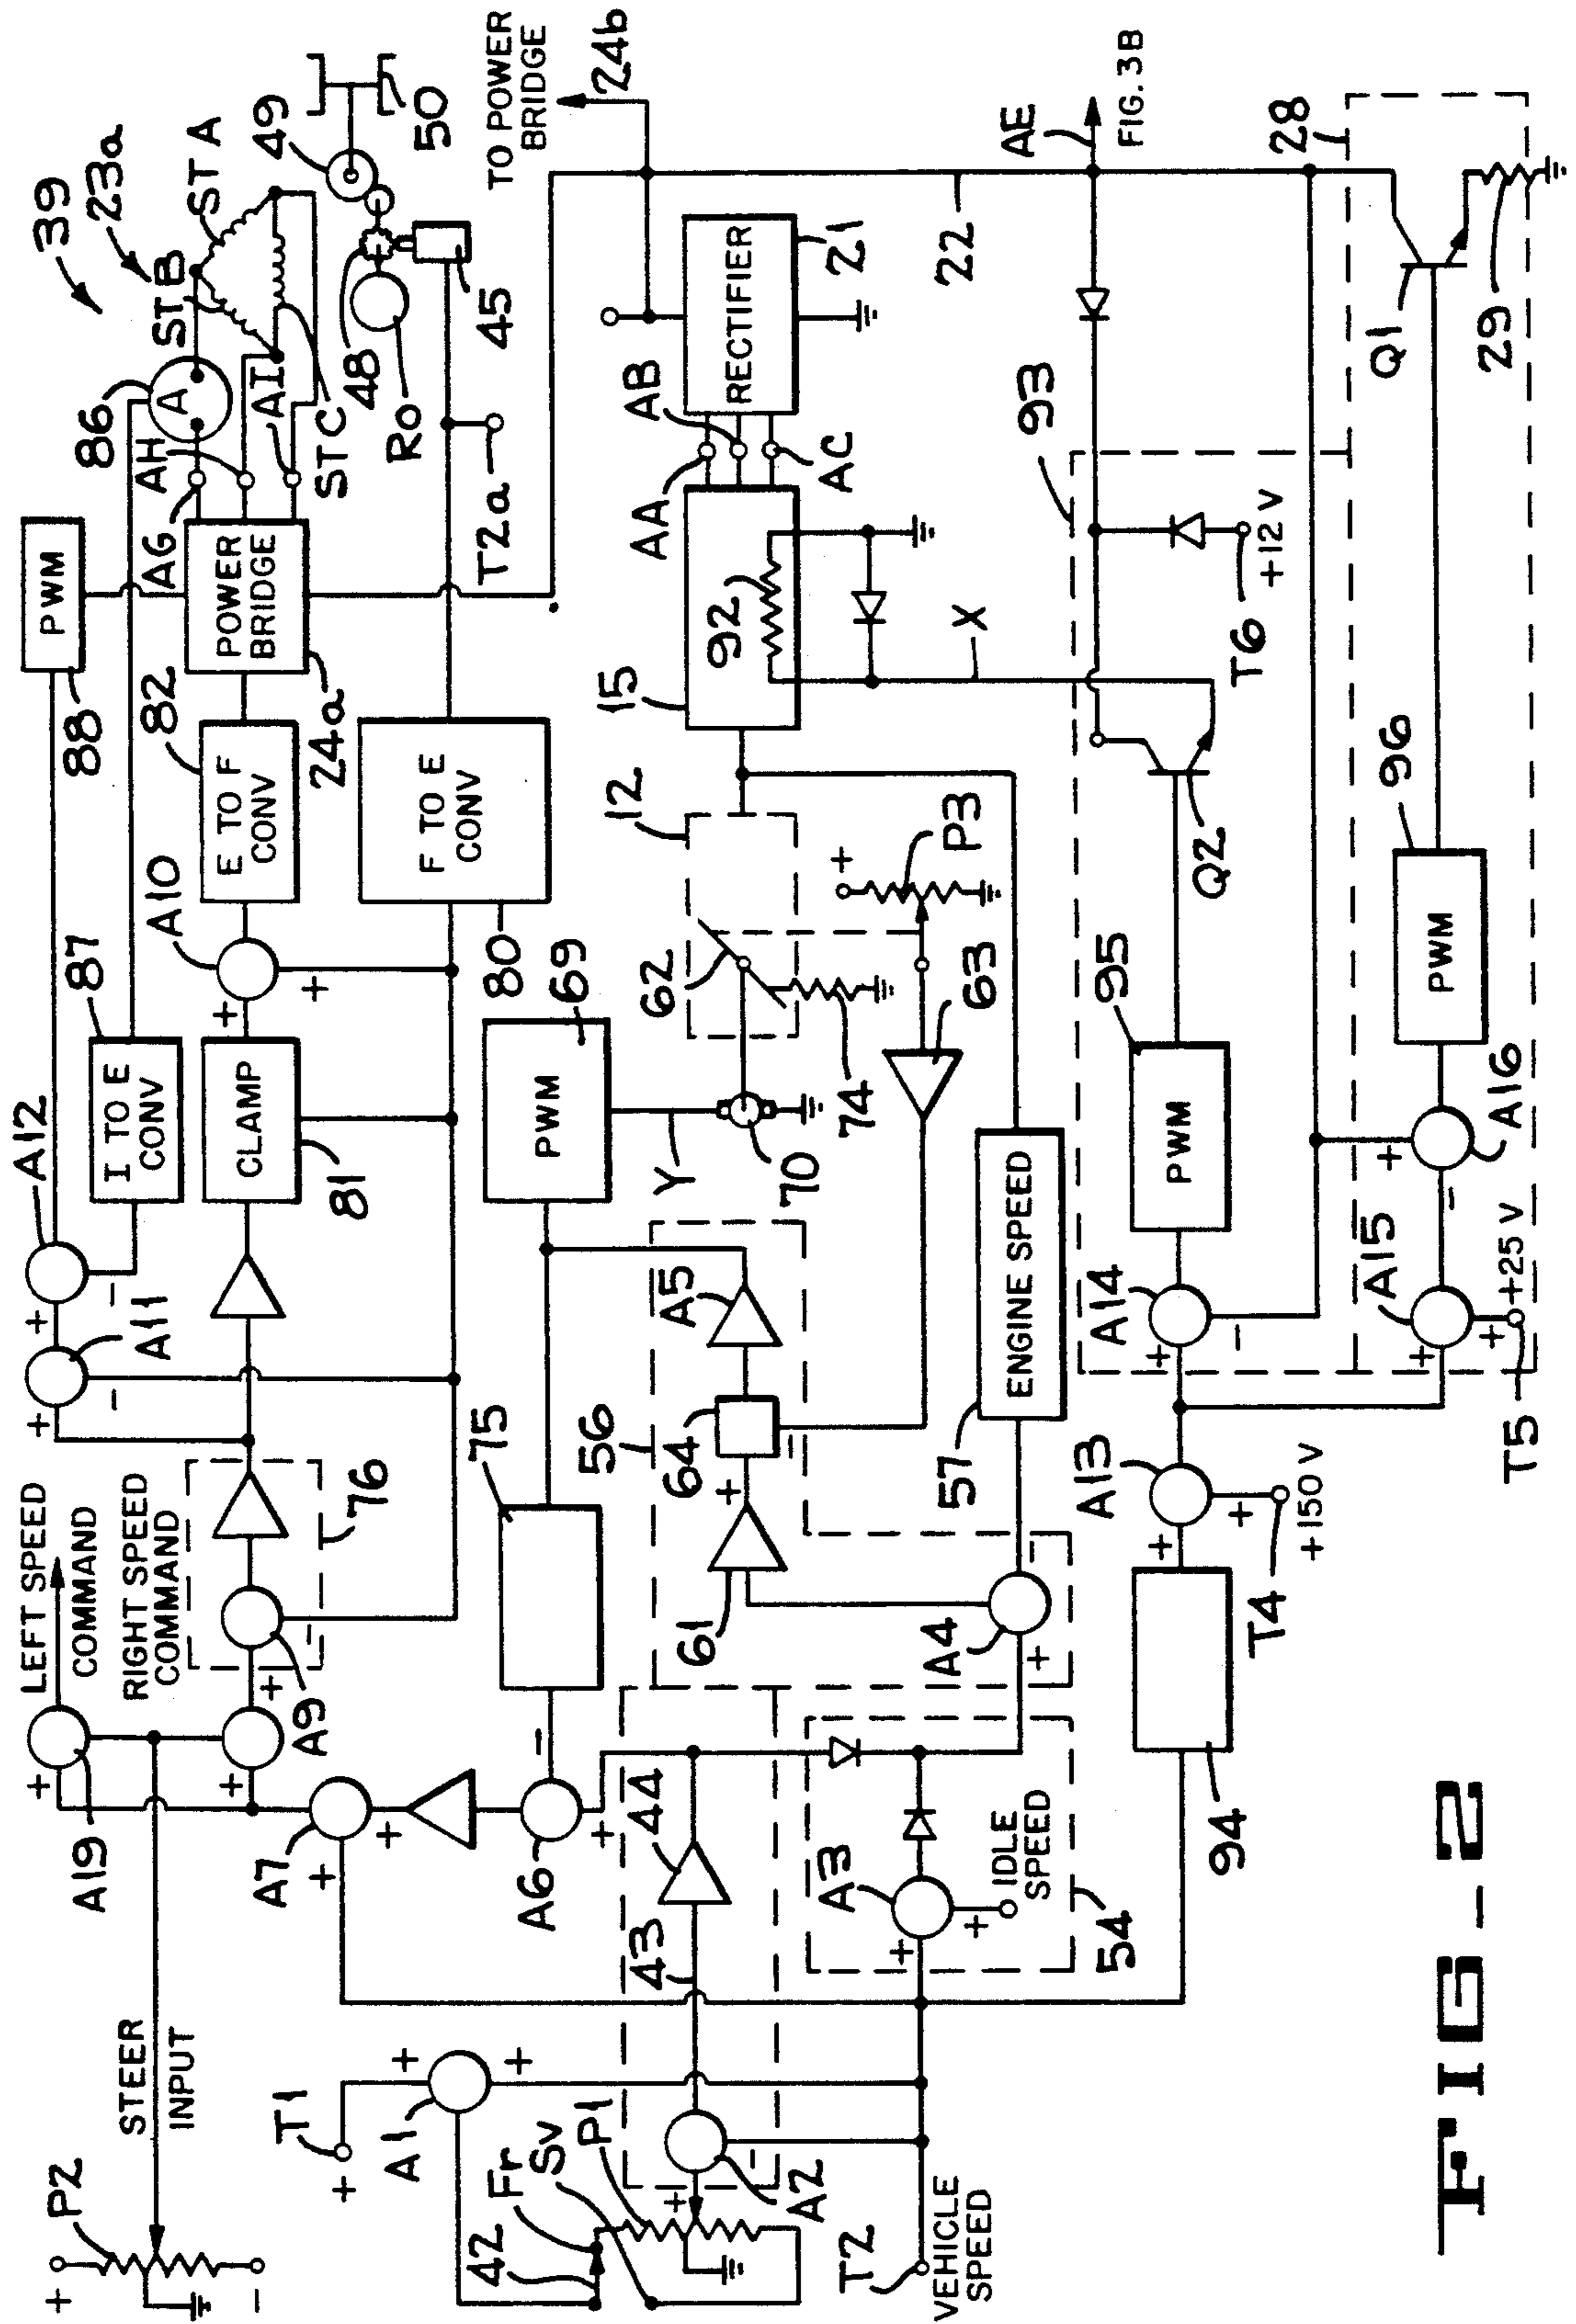 39
23a
ST A
STB
86
A
AH
AG
AI
STC
PWM
88
82
POWER
BRIDGE
24a
E TO F
CONV
A10
87
I TO E
CONV
A12
+
−
A11
+
−
CLAMP
81
+
+
49
50
48
RO
45
T2a
F TO E
CONV
80
TO POWER
BRIDGE
24b
LEFT SPEED
COMMAND
RIGHT SPEED
COMMAND
76
A9
+
−
A19
+
+
A7
+
+
A6
+
−
75
69
PWM
Y
70
62
12
74
15
92
AA
AB
AC
RECTIFIER
21
22
AE
FIG. 3B
X
P3
+
63
56
64
+
−
A5
61
A4
+
−
57
ENGINE SPEED
STEER
INPUT
P2
+
−
T1
+
A1
+
+
42
Fr
Sv
P1
+
−
A2
43
44
A3
+
+
IDLE
SPEED
54
T2
VEHICLE
SPEED
94
A13
+
+
T4
+150 V
A14
+
−
95
PWM
Q2
93
T6
+12 V
28
Q1
29
96
PWM
A16
+
−
A15
+
+
+25 V
T5
FIG-2